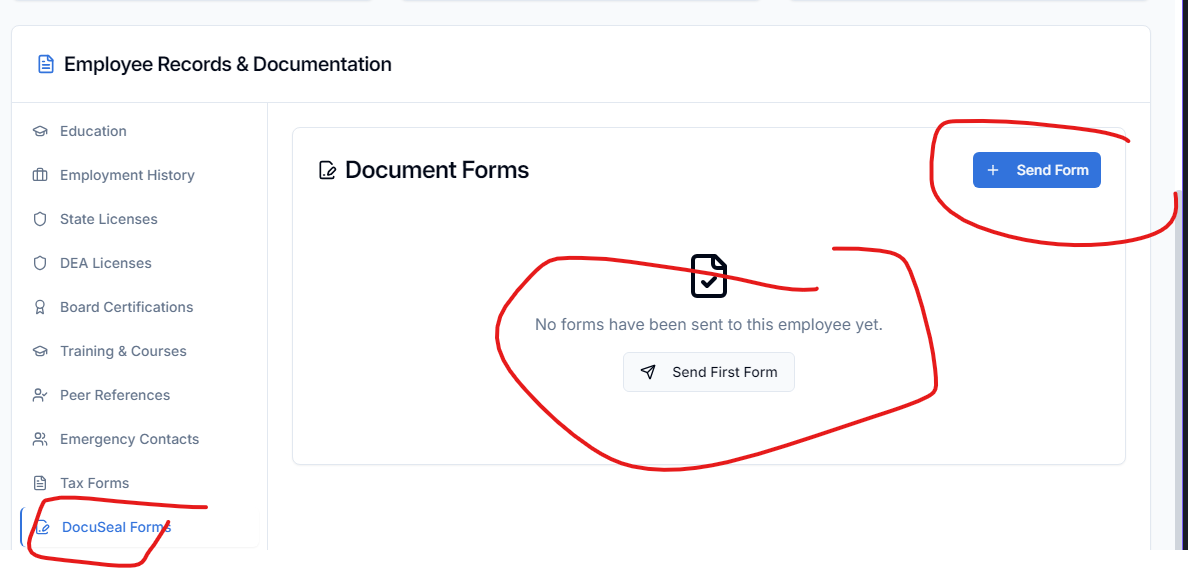 Employee Records & Documentation
Education
Employment History
State Licenses
DEA Licenses
Board Certifications
Training & Courses
Peer References
Emergency Contacts
Tax Forms
DocuSeal Forms
Document Forms
+ Send Form
No forms have been sent to this employee yet.
Send First Form